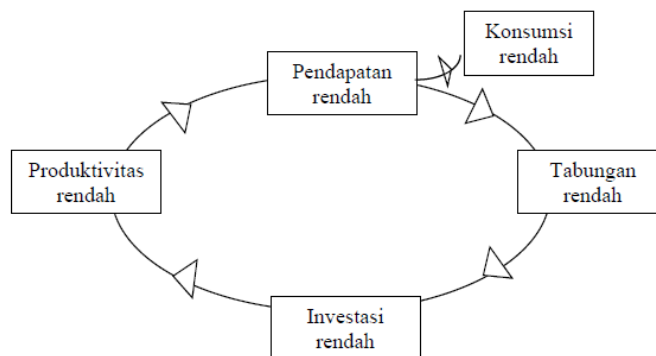 Konsumsi
rendah
Pendapatan
rendah
Produktivitas
rendah
Tabungan
rendah
Investasi
rendah